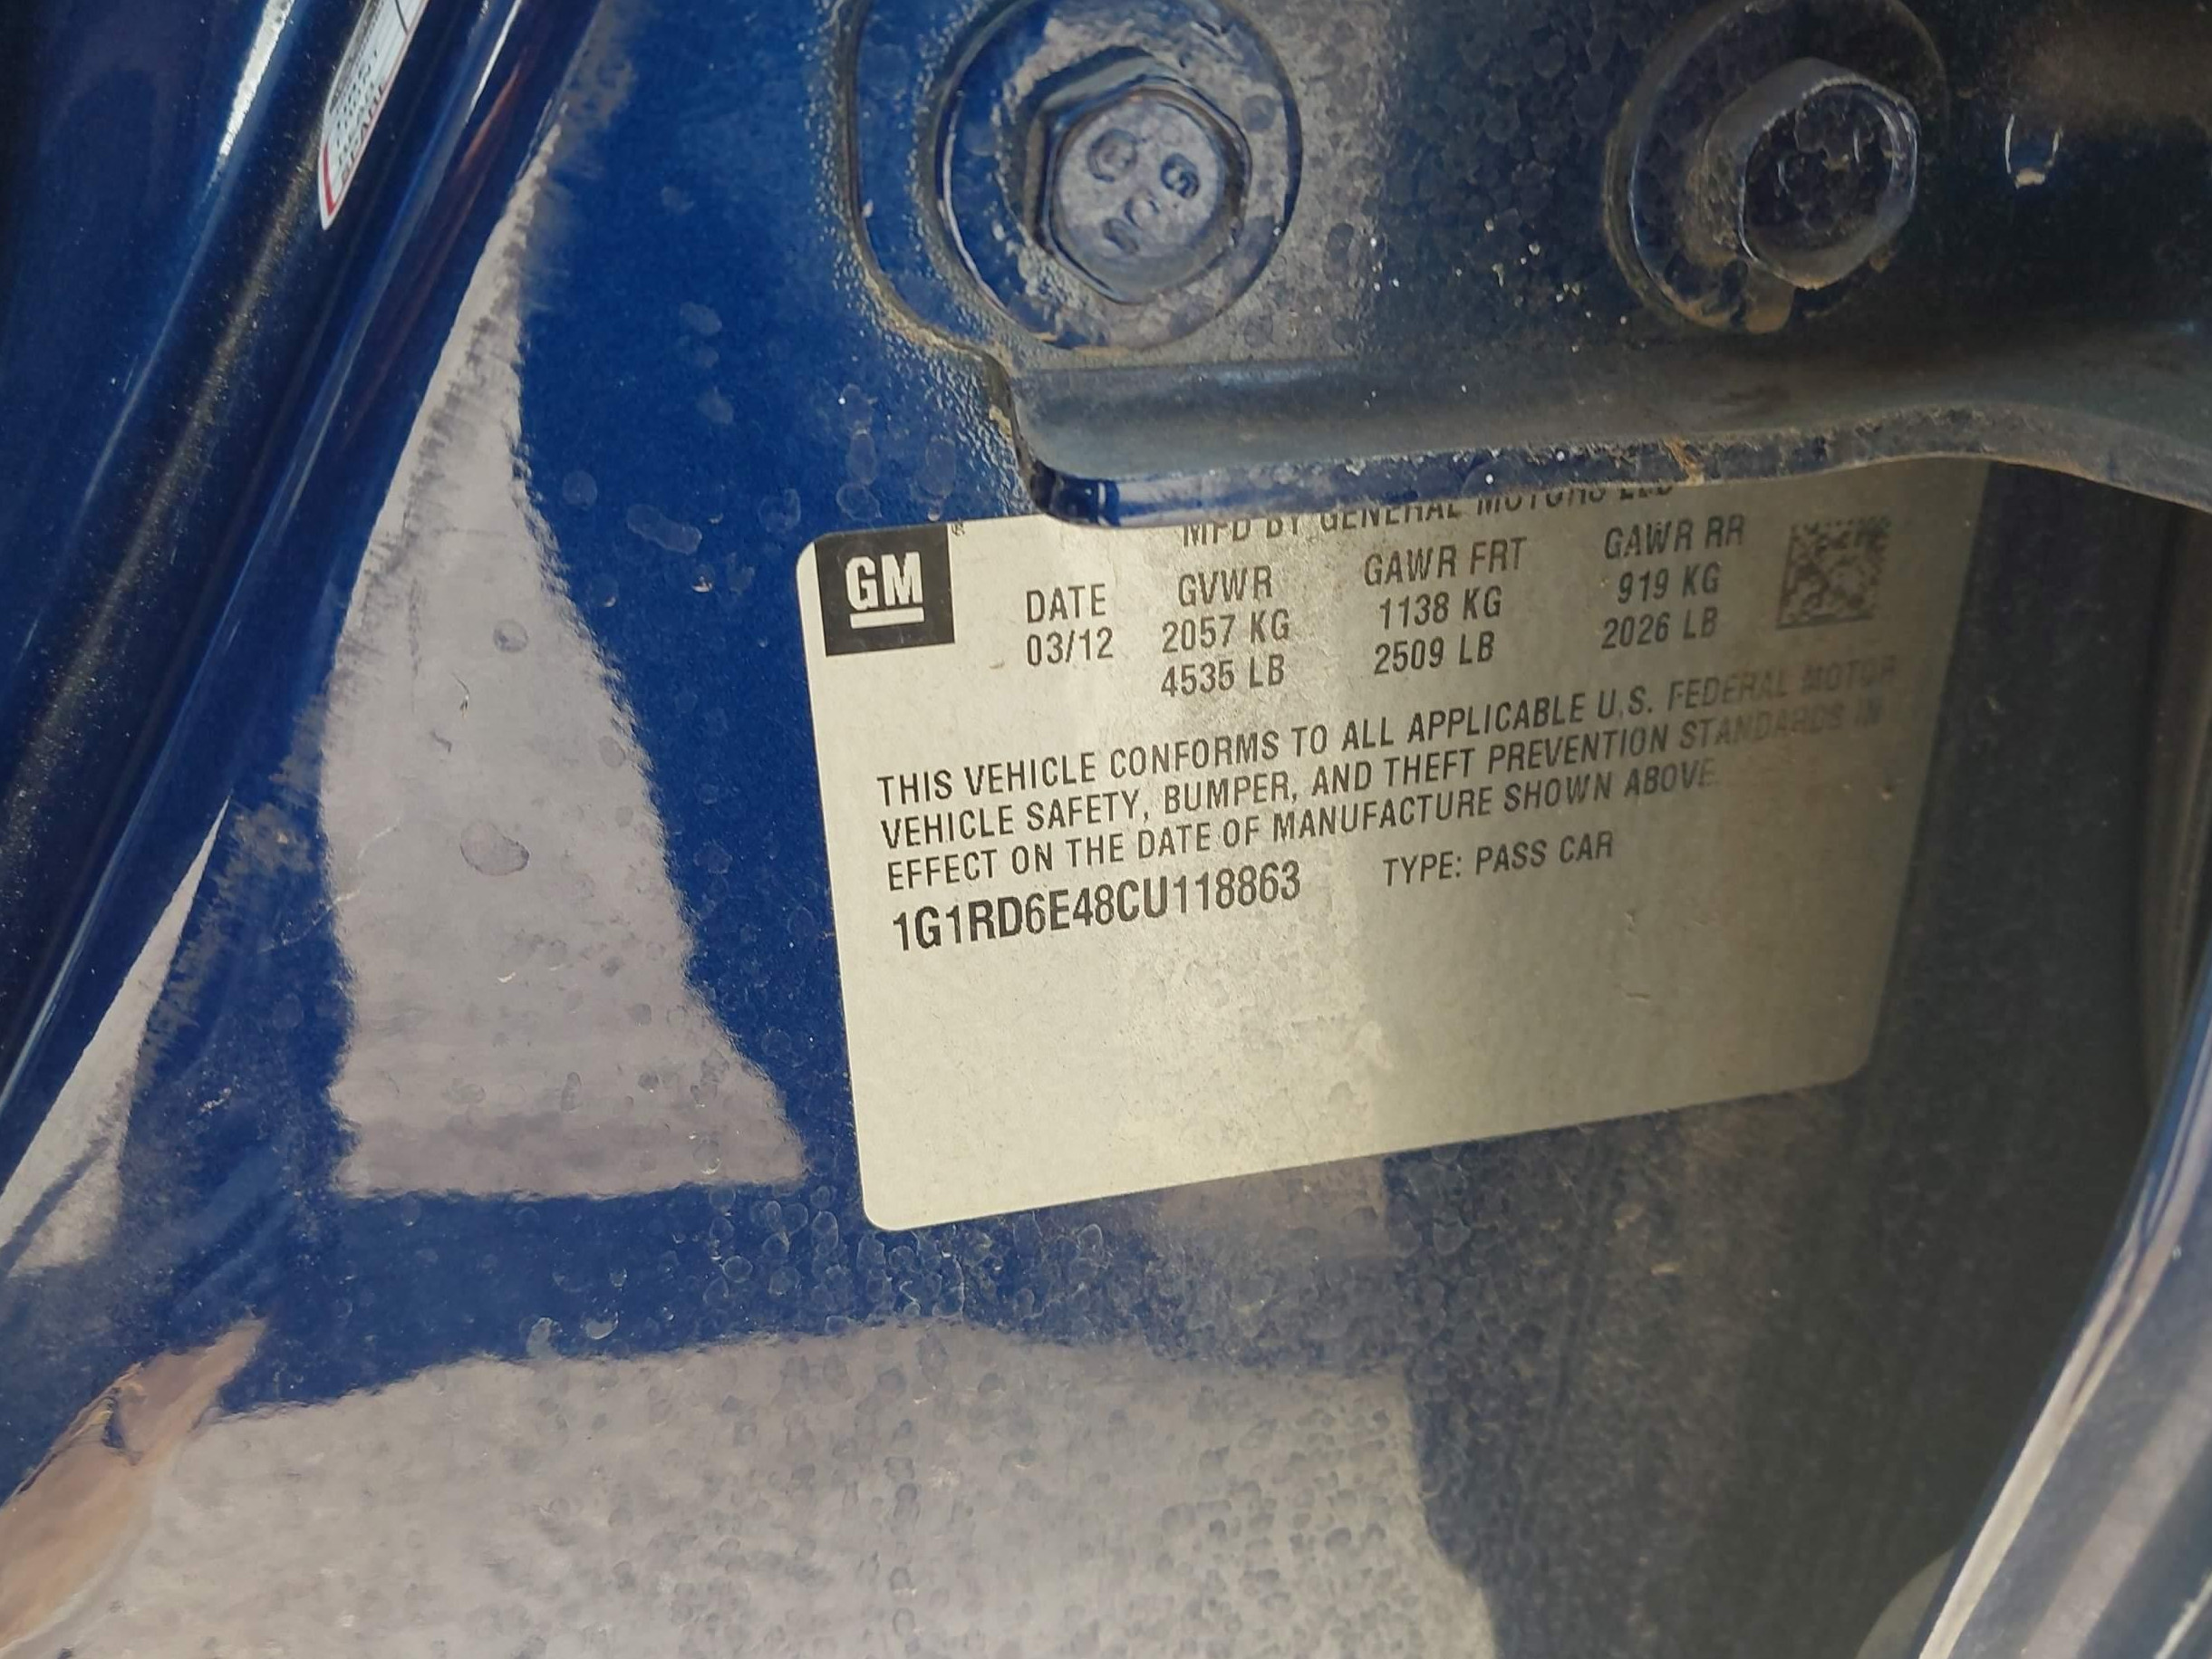 GM
MFD BY GENERAL MOTORS LLC
DATE GVWR GAWR FRT GAWR RR
03/12 2057 KG 1138 KG 919 KG
4535 LB 2509 LB 2026 LB
THIS VEHICLE CONFORMS TO ALL APPLICABLE U.S. FEDERAL MOTOR
VEHICLE SAFETY, BUMPER, AND THEFT PREVENTION STANDARDS IN
EFFECT ON THE DATE OF MANUFACTURE SHOWN ABOVE.
1G1RD6E48CU118863 TYPE: PASS CAR